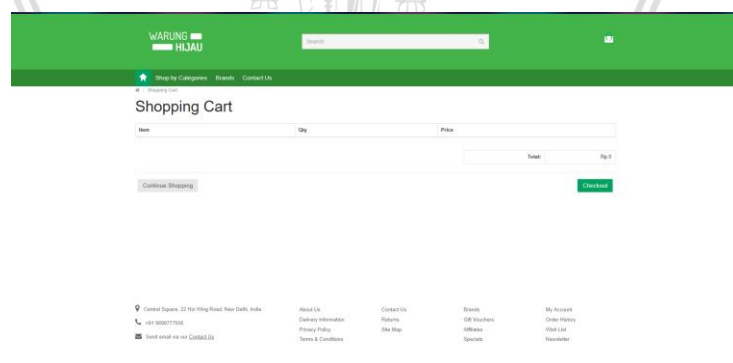 WARUNG
HIJAU
Search
Shop by Categories Brands Contact Us
/ Shopping Cart
Shopping Cart
Item Qty Price
Total: Rp.0
Continue Shopping Checkout
Central Square, 22 Hoi Wing Road, New Delhi, India
About Us Contact Us Brands My Account
Delivery Information Returns Gift Vouchers Order History
Privacy Policy Site Map Affiliates Wish List
Send email via our Contact Us
Terms & Conditions Specials Newsletter